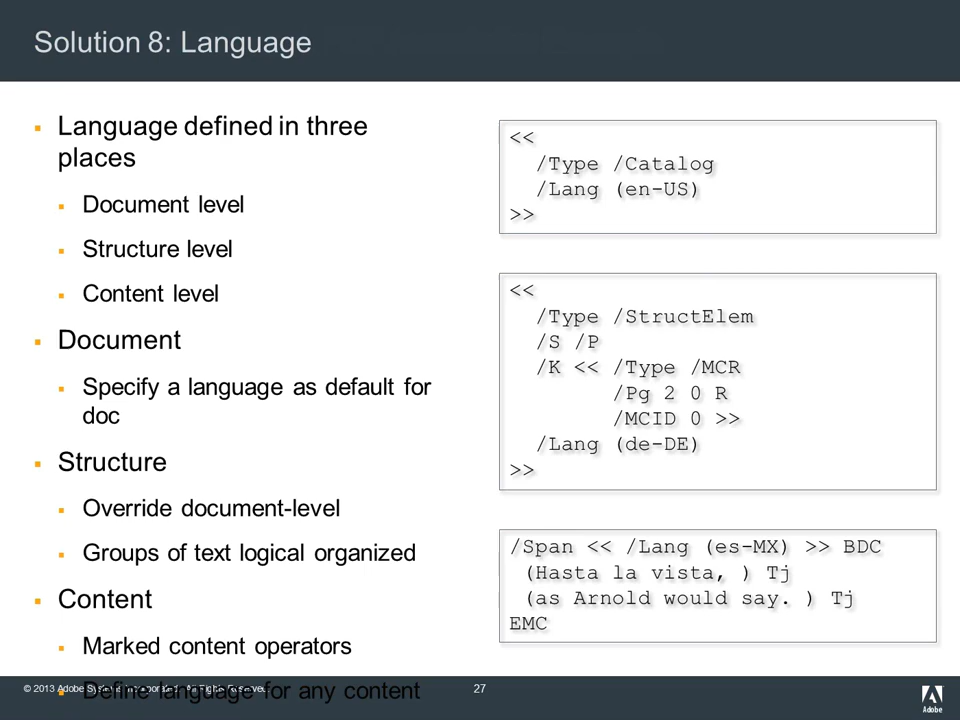 Solution 8: Language
Language defined in three
places
Document level
Structure level
Content level
Document
Specify a language as default for
doc
Structure
Override document-level
Groups of text logical organized
Content
Marked content operators
Define language for any content
<<
/Type /Catalog
/Lang (en-US)
>>
<<
/Type /StructElem
/S /P
/K << /Type /MCR
/Pg 2 0 R
/MCID 0 >>
/Lang (de-DE)
>>
/Span << /Lang (es-MX) >> BDC
(Hasta la vista, ) Tj
(as Arnold would say. ) Tj
EMC
© 2013 Adobe Systems Incorporated. All Rights Reserved.
27
Adobe